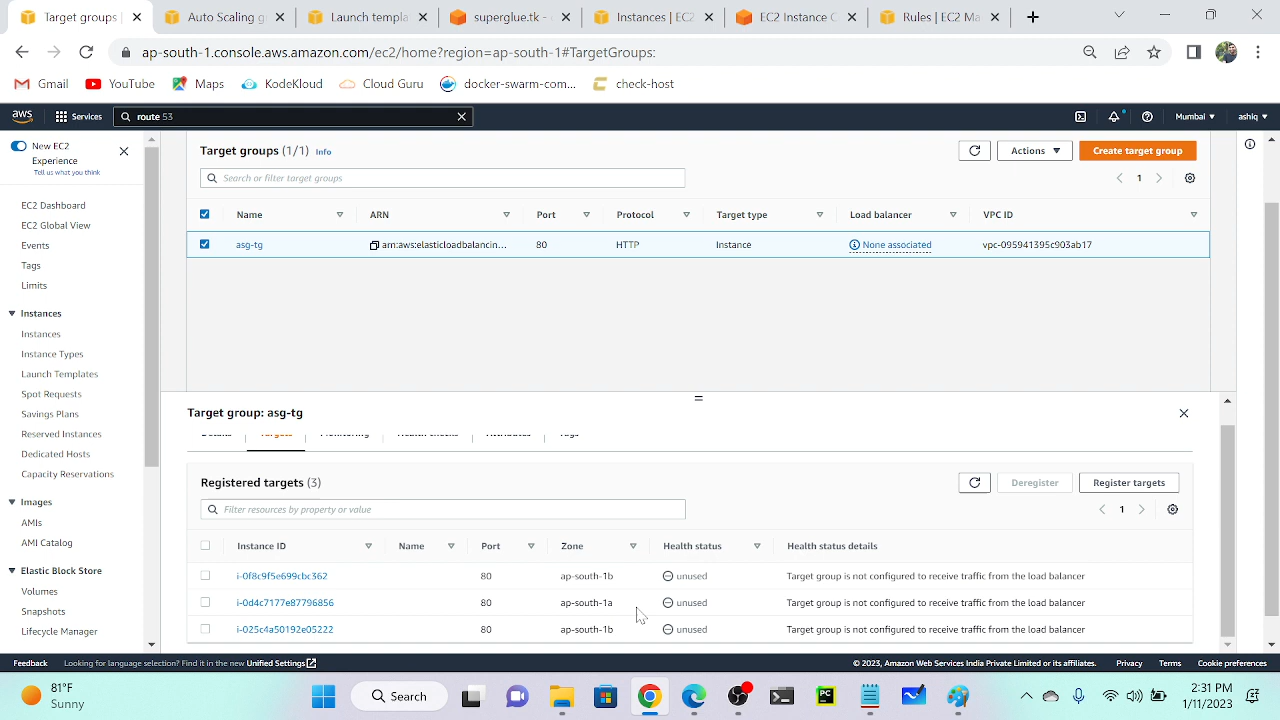 Target groups
Auto Scaling g
Launch templa
superglue.tk -
Instances | EC2
EC2 Instance C
Rules | EC2 Ma
ap-south-1.console.aws.amazon.com/ec2/home?region=ap-south-1#TargetGroups:
Gmail
YouTube
Maps
KodeKloud
Cloud Guru
docker-swarm-com...
check-host
aws
Services
route 53
Mumbai
ashiq
New EC2 Experience
Tell us what you think
EC2 Dashboard
EC2 Global View
Events
Tags
Limits
Instances
Instances
Instance Types
Launch Templates
Spot Requests
Savings Plans
Reserved Instances
Dedicated Hosts
Capacity Reservations
Images
AMIs
AMI Catalog
Elastic Block Store
Volumes
Snapshots
Lifecycle Manager
Target groups (1/1) Info
Actions
Create target group
Search or filter target groups
1
Name ARN Port Protocol Target type Load balancer VPC ID
asg-tg arn:aws:elasticloadbalancin... 80 HTTP Instance None associated vpc-095941395c903ab17
Target group: asg-tg
Details Targets Monitoring Health checks Attributes Tags
Registered targets (3)
Deregister
Register targets
Filter resources by property or value
1
Instance ID Name Port Zone Health status Health status details
i-0f8c9f5e699cbc362 80 ap-south-1b unused Target group is not configured to receive traffic from the load balancer
i-0d4c7177e87796856 80 ap-south-1a unused Target group is not configured to receive traffic from the load balancer
i-025c4a50192e05222 80 ap-south-1b unused Target group is not configured to receive traffic from the load balancer
Feedback
Looking for language selection? Find it in the new Unified Settings
© 2023, Amazon Web Services India Private Limited or its affiliates.
Privacy
Terms
Cookie preferences
81°F
Sunny
Search
PC
2:31 PM
1/11/2023